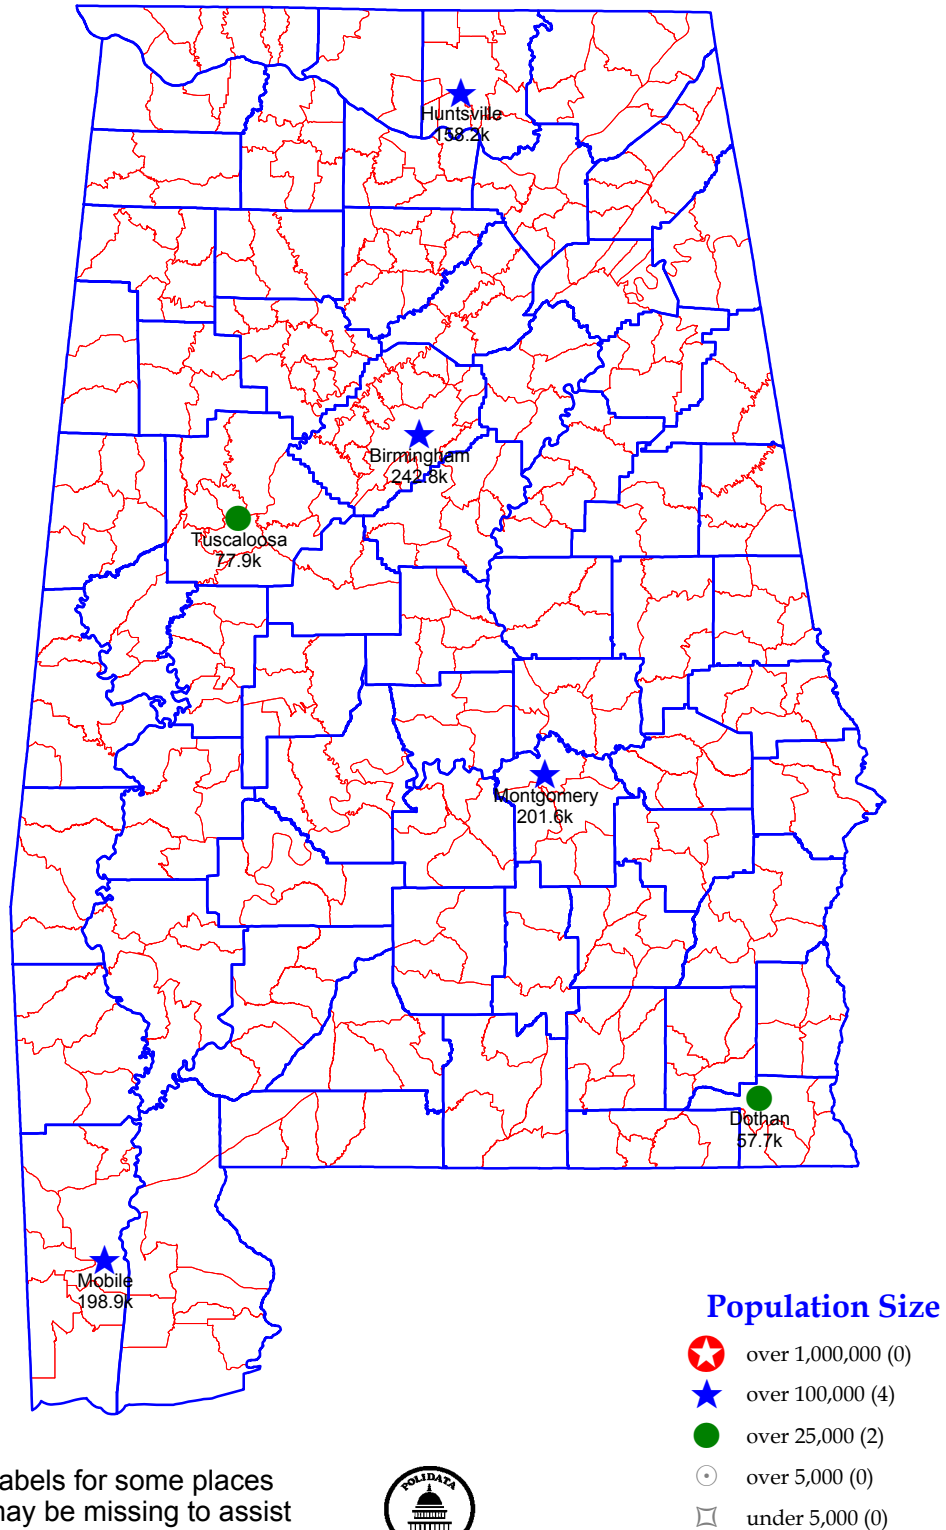 Huntsville
158.2k
Birmingham
242.8k
Tuscaloosa
77.9k
Montgomery
201.6k
Dothan
57.7k
Mobile
198.9k
Population Size
over 1,000,000 (0)
over 100,000 (4)
over 25,000 (2)
over 5,000 (0)
under 5,000 (0)
abels for some places
may be missing to assist
POLIDATA